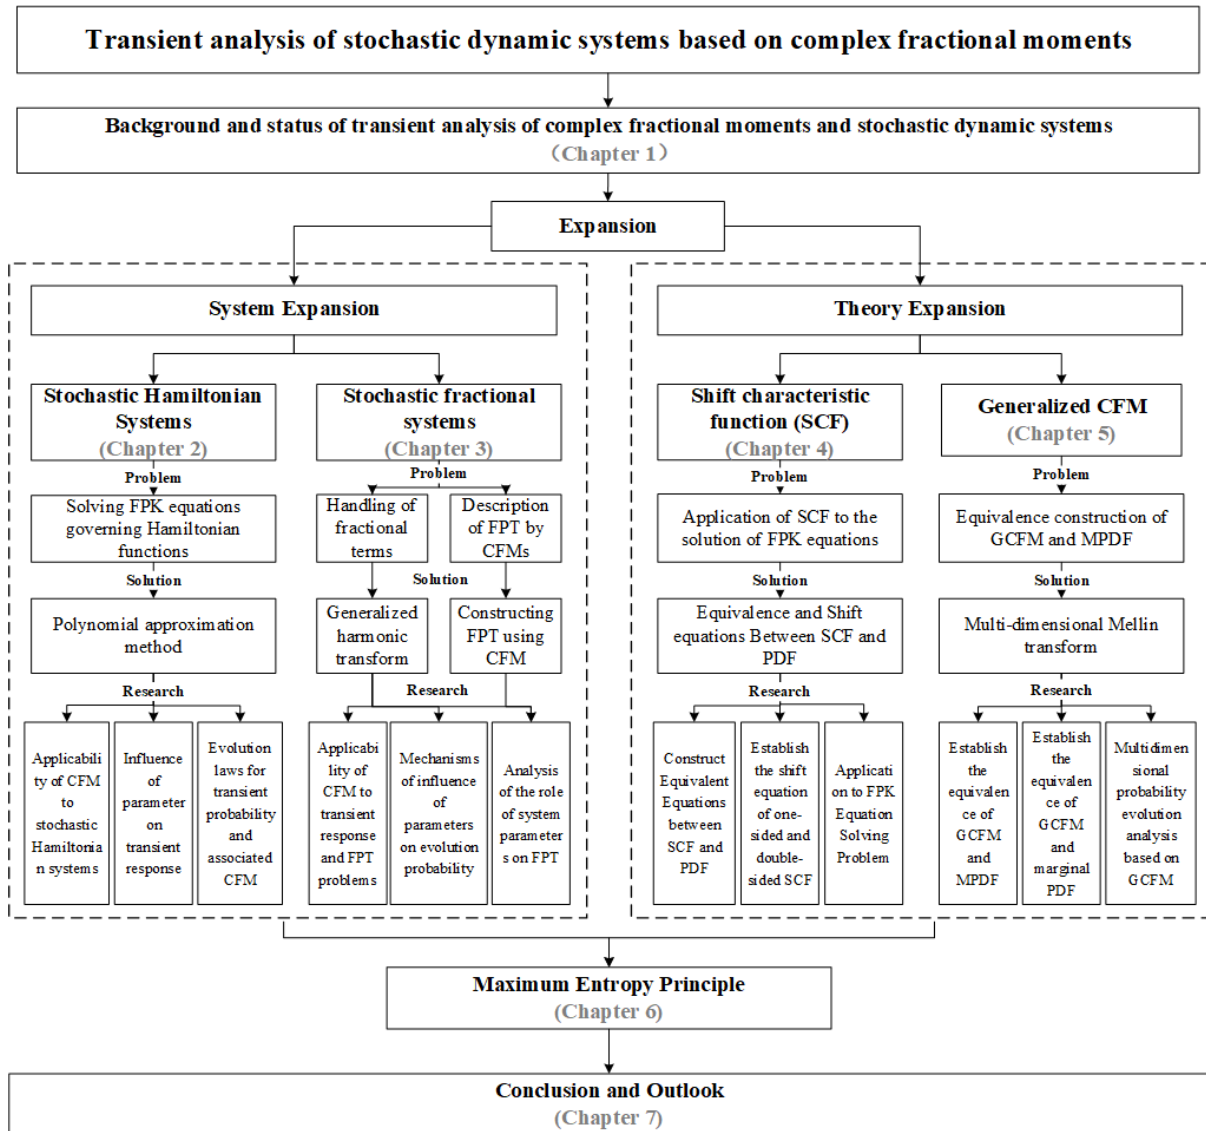 Transient analysis of stochastic dynamic systems based on complex fractional moments
Background and status of transient analysis of complex fractional moments and stochastic dynamic systems
（Chapter 1）
Expansion
System Expansion
Theory Expansion
Stochastic Hamiltonian
Systems
(Chapter 2)
Stochastic fractional
systems
(Chapter 3)
Shift characteristic
function (SCF)
(Chapter 4)
Generalized CFM
(Chapter 5)
Problem
Problem
Problem
Problem
Solving FPK equations
governing Hamiltonian
functions
Handling of
fractional
terms
Description
of FPT by
CFMs
Application of SCF to the
solution of FPK equations
Equivalence construction of
GCFM and MPDF
Solution
Solution
Solution
Solution
Polynomial approximation
method
Generalized
harmonic
transform
Constructing
FPT using
CFM
Equivalence and Shift
equations Between SCF and
PDF
Multi-dimensional Mellin
transform
Research
Research
Research
Research
Applicabili
ty of CFM to
stochastic
Hamiltonia
n systems
Influence
of
parameter
on
transient
response
Evolution
laws for
transient
probability
and
associated
CFM
Applicabi
lity of
CFM to
transient
response
and FPT
problems
Mechanisms
of influence
of
parameters
on evolution
probability
Analysis
of the role
of system
parameter
s on FPT
Construct
Equivalent
Equations
between
SCF and
PDF
Establish
the shift
equation
of one-
sided and
double-
sided SCF
Applicati
on to FPK
Equation
Solving
Problem
Establish
the
equivalen
ce of
GCFM
and
MPDF
Establish
the
equivalen
ce of
GCFM
and
marginal
PDF
Multidimen
sional
probability
evolution
analysis
based on
GCFM
Maximum Entropy Principle
(Chapter 6)
Conclusion and Outlook
(Chapter 7)